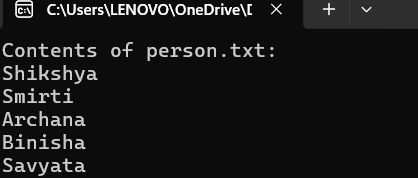 C:\Users\LENOVO\OneDrive\D
Contents of person.txt:
Shikshya
Smirti
Archana
Binisha
Savyata